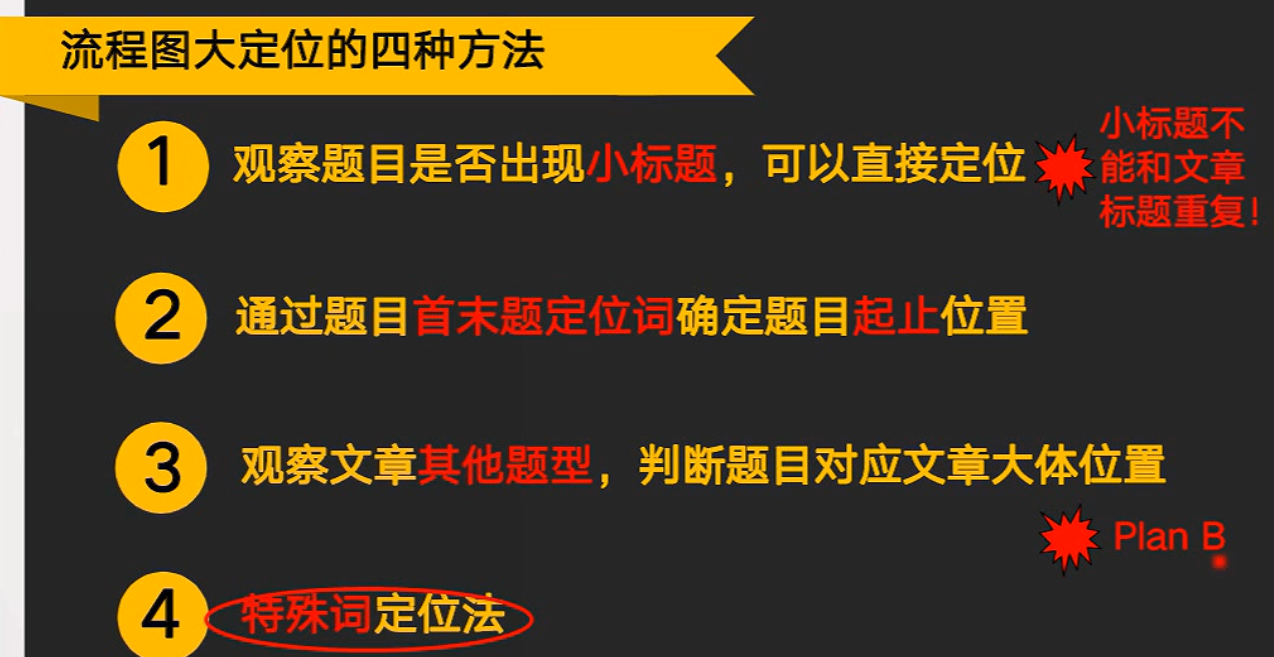 流程图大定位的四种方法
1 观察题目是否出现小标题，可以直接定位
小标题不
能和文章
标题重复！
2 通过题目首末题定位词确定题目起止位置
3 观察文章其他题型，判断题目对应文章大体位置
Plan B
4 特殊词定位法